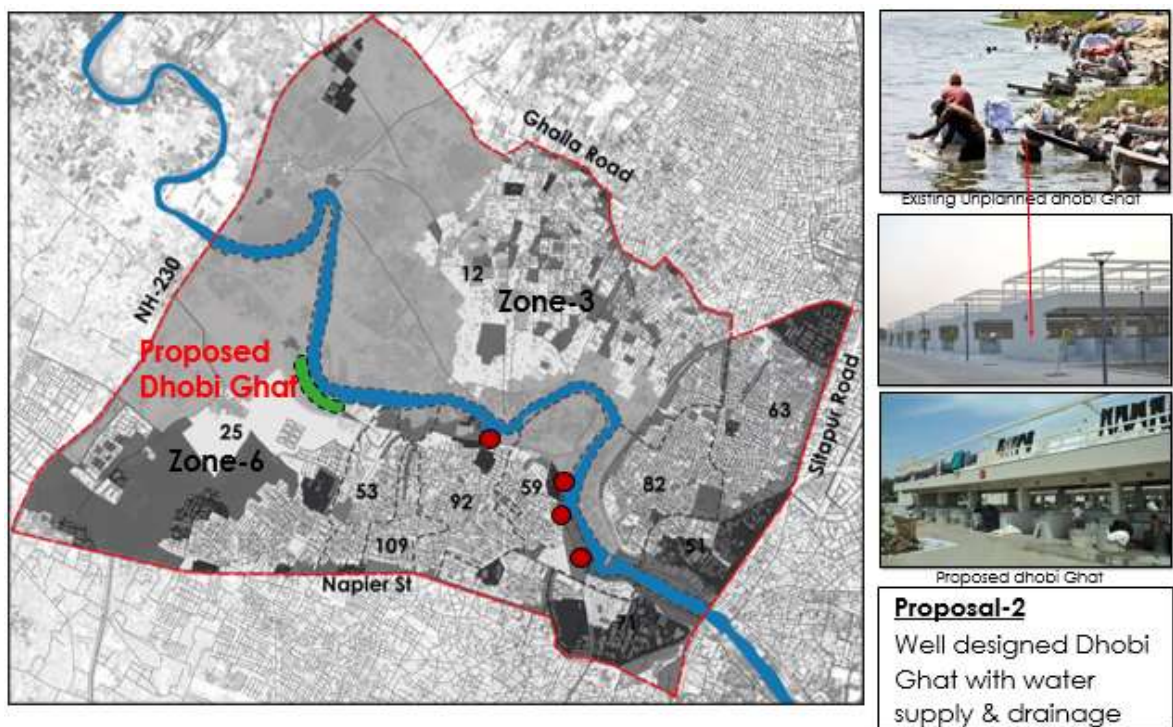 Ghalla Road
NH-230
12
Zone-3
Proposed
Dhobi Ghat
25
Zone-6
53
92
59
109
82
63
51
71
Sitapur Road
Napier St
Existing Unplanned dhobi Ghat
Proposed dhobi Ghat
Proposal-2
Well designed Dhobi
Ghat with water
supply & drainage